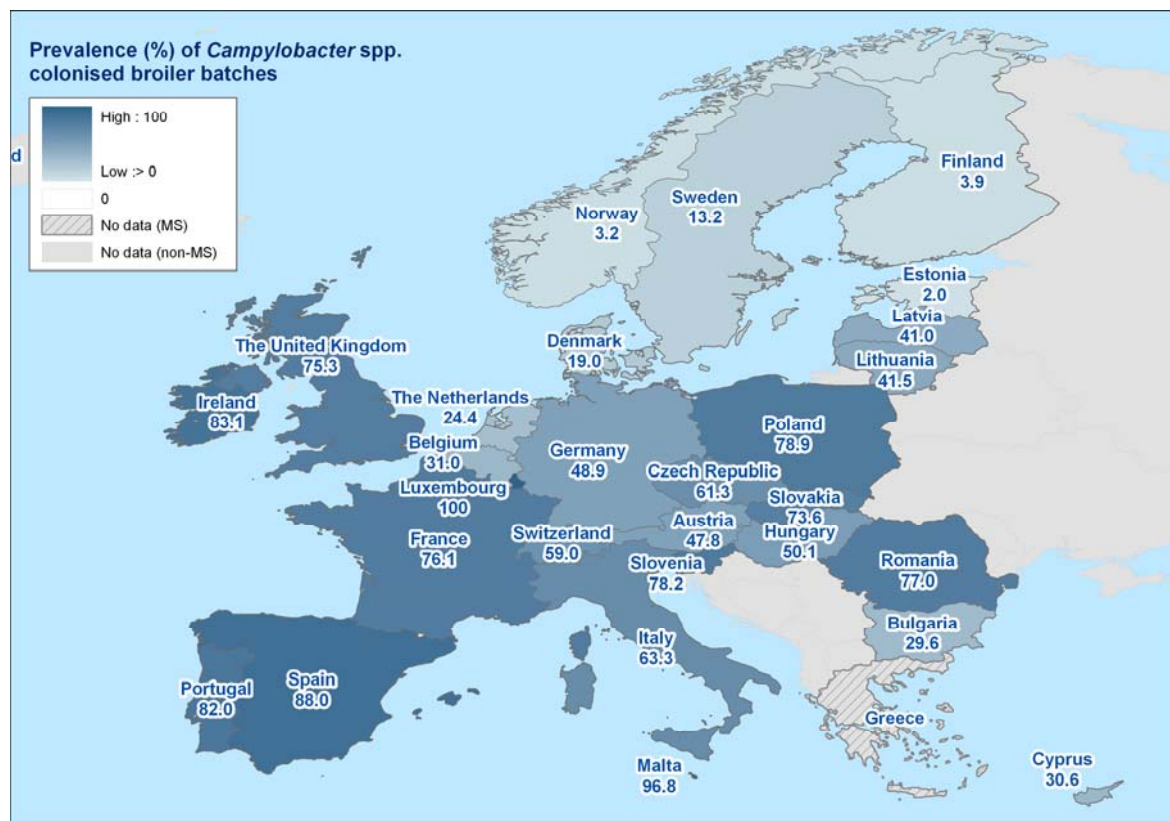 Prevalence (%) of Campylobacter spp.
colonised broiler batches
High : 100
Low :> 0
0
No data (MS)
No data (non-MS)
d
Finland
3.9
Sweden
13.2
Norway
3.2
Estonia
2.0
Latvia
41.0
Lithuania
41.5
Denmark
19.0
The United Kingdom
75.3
Ireland
83.1
The Netherlands
24.4
Belgium
31.0
Luxembourg
100
Germany
48.9
Poland
78.9
Czech Republic
61.3
Slovakia
73.6
Austria
47.8
Hungary
50.1
Switzerland
59.0
France
76.1
Slovenia
78.2
Romania
77.0
Bulgaria
29.6
Italy
63.3
Spain
88.0
Portugal
82.0
Greece
Malta
96.8
Cyprus
30.6